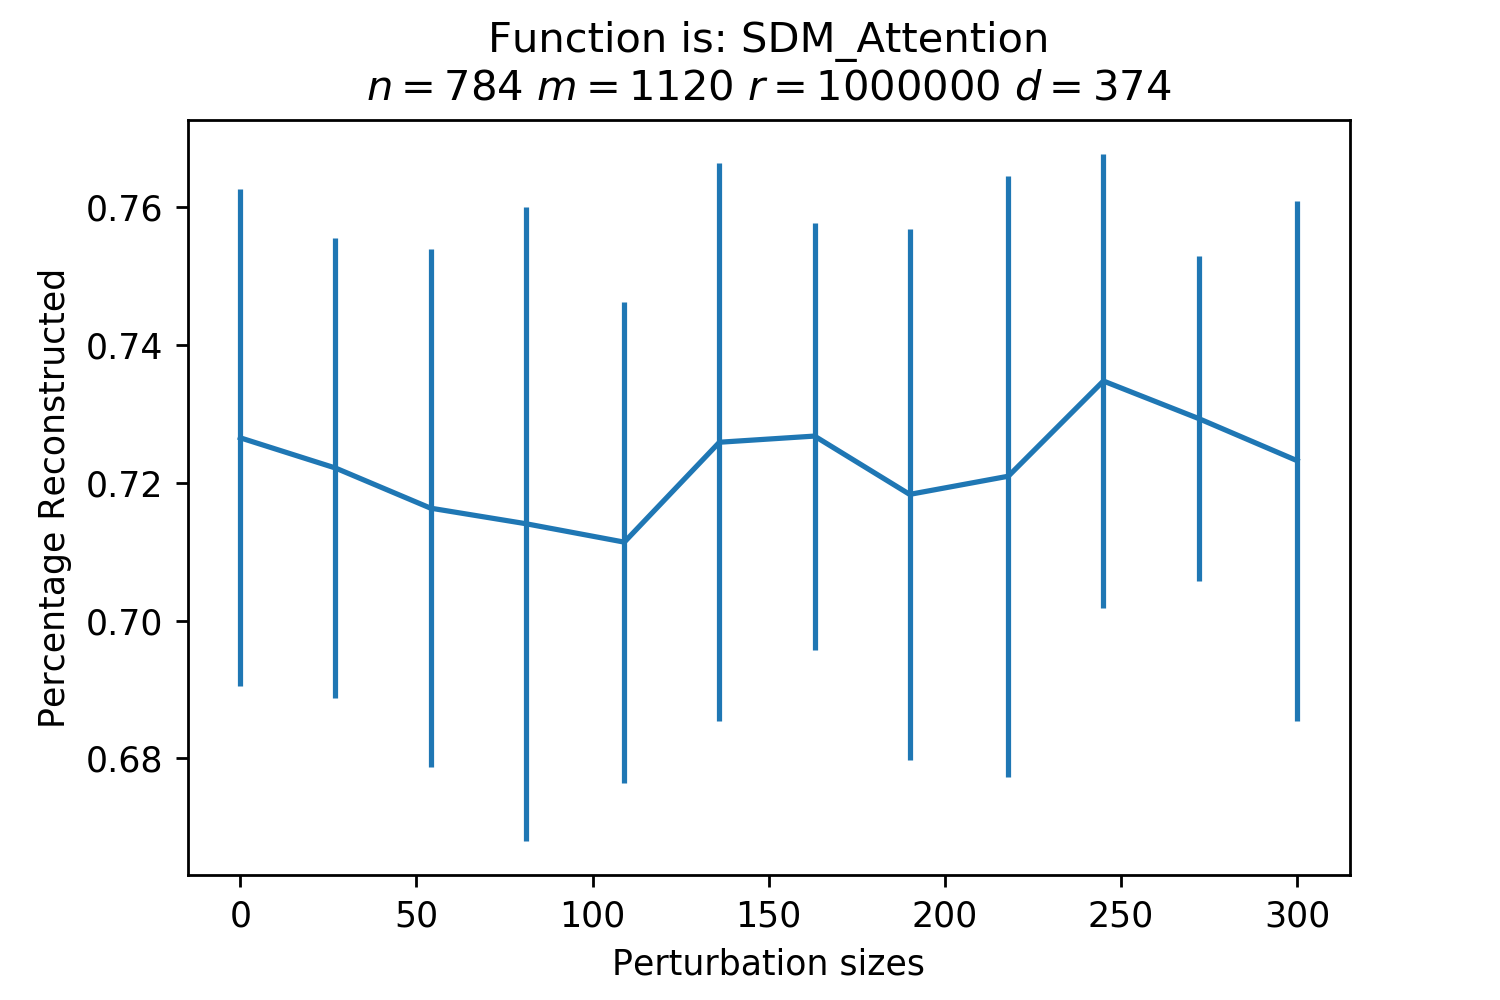 Function is: SDM_Attention
n = 784 m = 1120 r = 1000000 d = 374
Percentage Reconstructed
0.76
0.74
0.72
0.70
0.68
0 50 100 150 200 250 300
Perturbation sizes